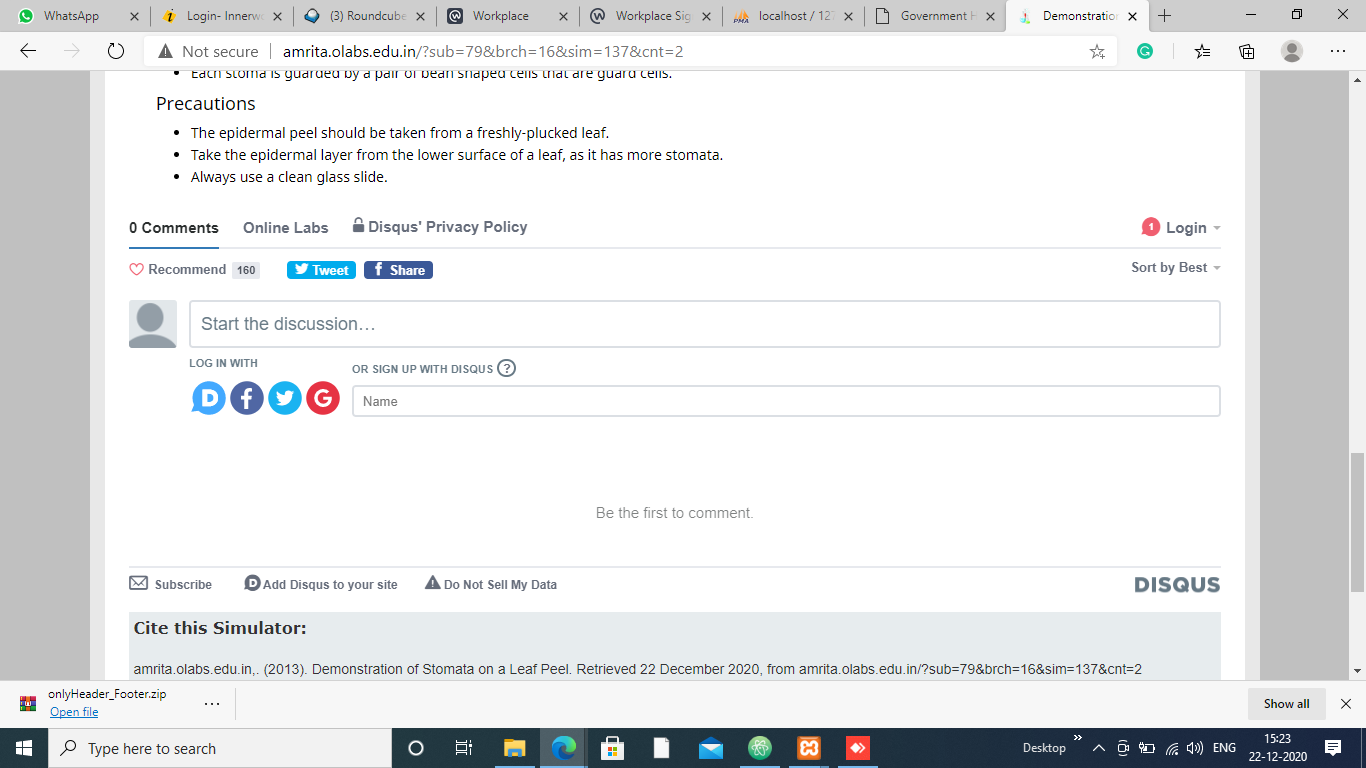 WhatsApp
Login- Innerw
(3) Roundcube
Workplace
Workplace Sig
localhost / 127
Government H
Demonstration
Not secure
amrita.olabs.edu.in/?sub=79&brch=16&sim=137&cnt=2
Each stoma is guarded by a pair of bean shaped cells that are guard cells.
Precautions
The epidermal peel should be taken from a freshly-plucked leaf.
Take the epidermal layer from the lower surface of a leaf, as it has more stomata.
Always use a clean glass slide.
0 Comments Online Labs Disqus' Privacy Policy 1 Login
Recommend 160 Tweet f Share Sort by Best
Start the discussion…
LOG IN WITH
OR SIGN UP WITH DISQUS ?
D f G
Name
Be the first to comment.
Subscribe D Add Disqus to your site Do Not Sell My Data DISQUS
Cite this Simulator:
amrita.olabs.edu.in,. (2013). Demonstration of Stomata on a Leaf Peel. Retrieved 22 December 2020, from amrita.olabs.edu.in/?sub=79&brch=16&sim=137&cnt=2
onlyHeader_Footer.zip
Open file
Show all
Type here to search
Desktop
ENG
15:23
22-12-2020